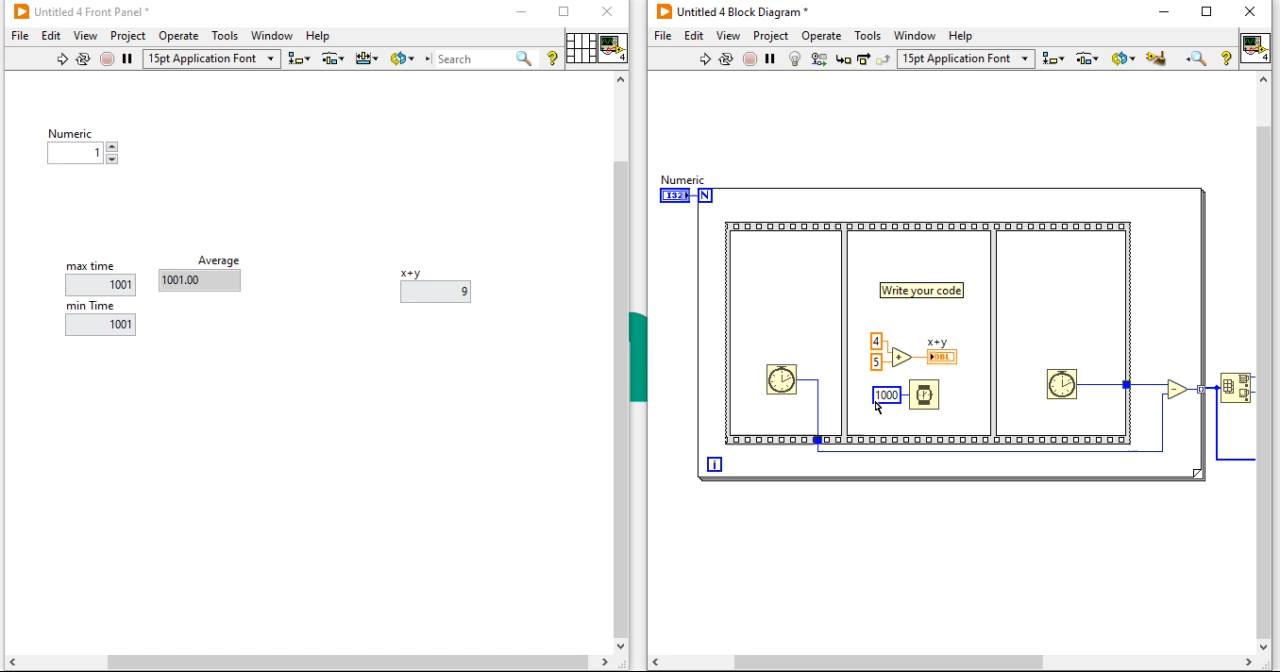 Untitled 4 Front Panel *
File Edit View Project Operate Tools Window Help
15pt Application Font
Search
?
4
Numeric
1
max time
1001
Average
1001.00
min Time
1001
x+y
9
Untitled 4 Block Diagram *
File Edit View Project Operate Tools Window Help
15pt Application Font
?
4
Numeric
I32
N
Write your code
4
5
+
x+y
DBL
1000
-
i